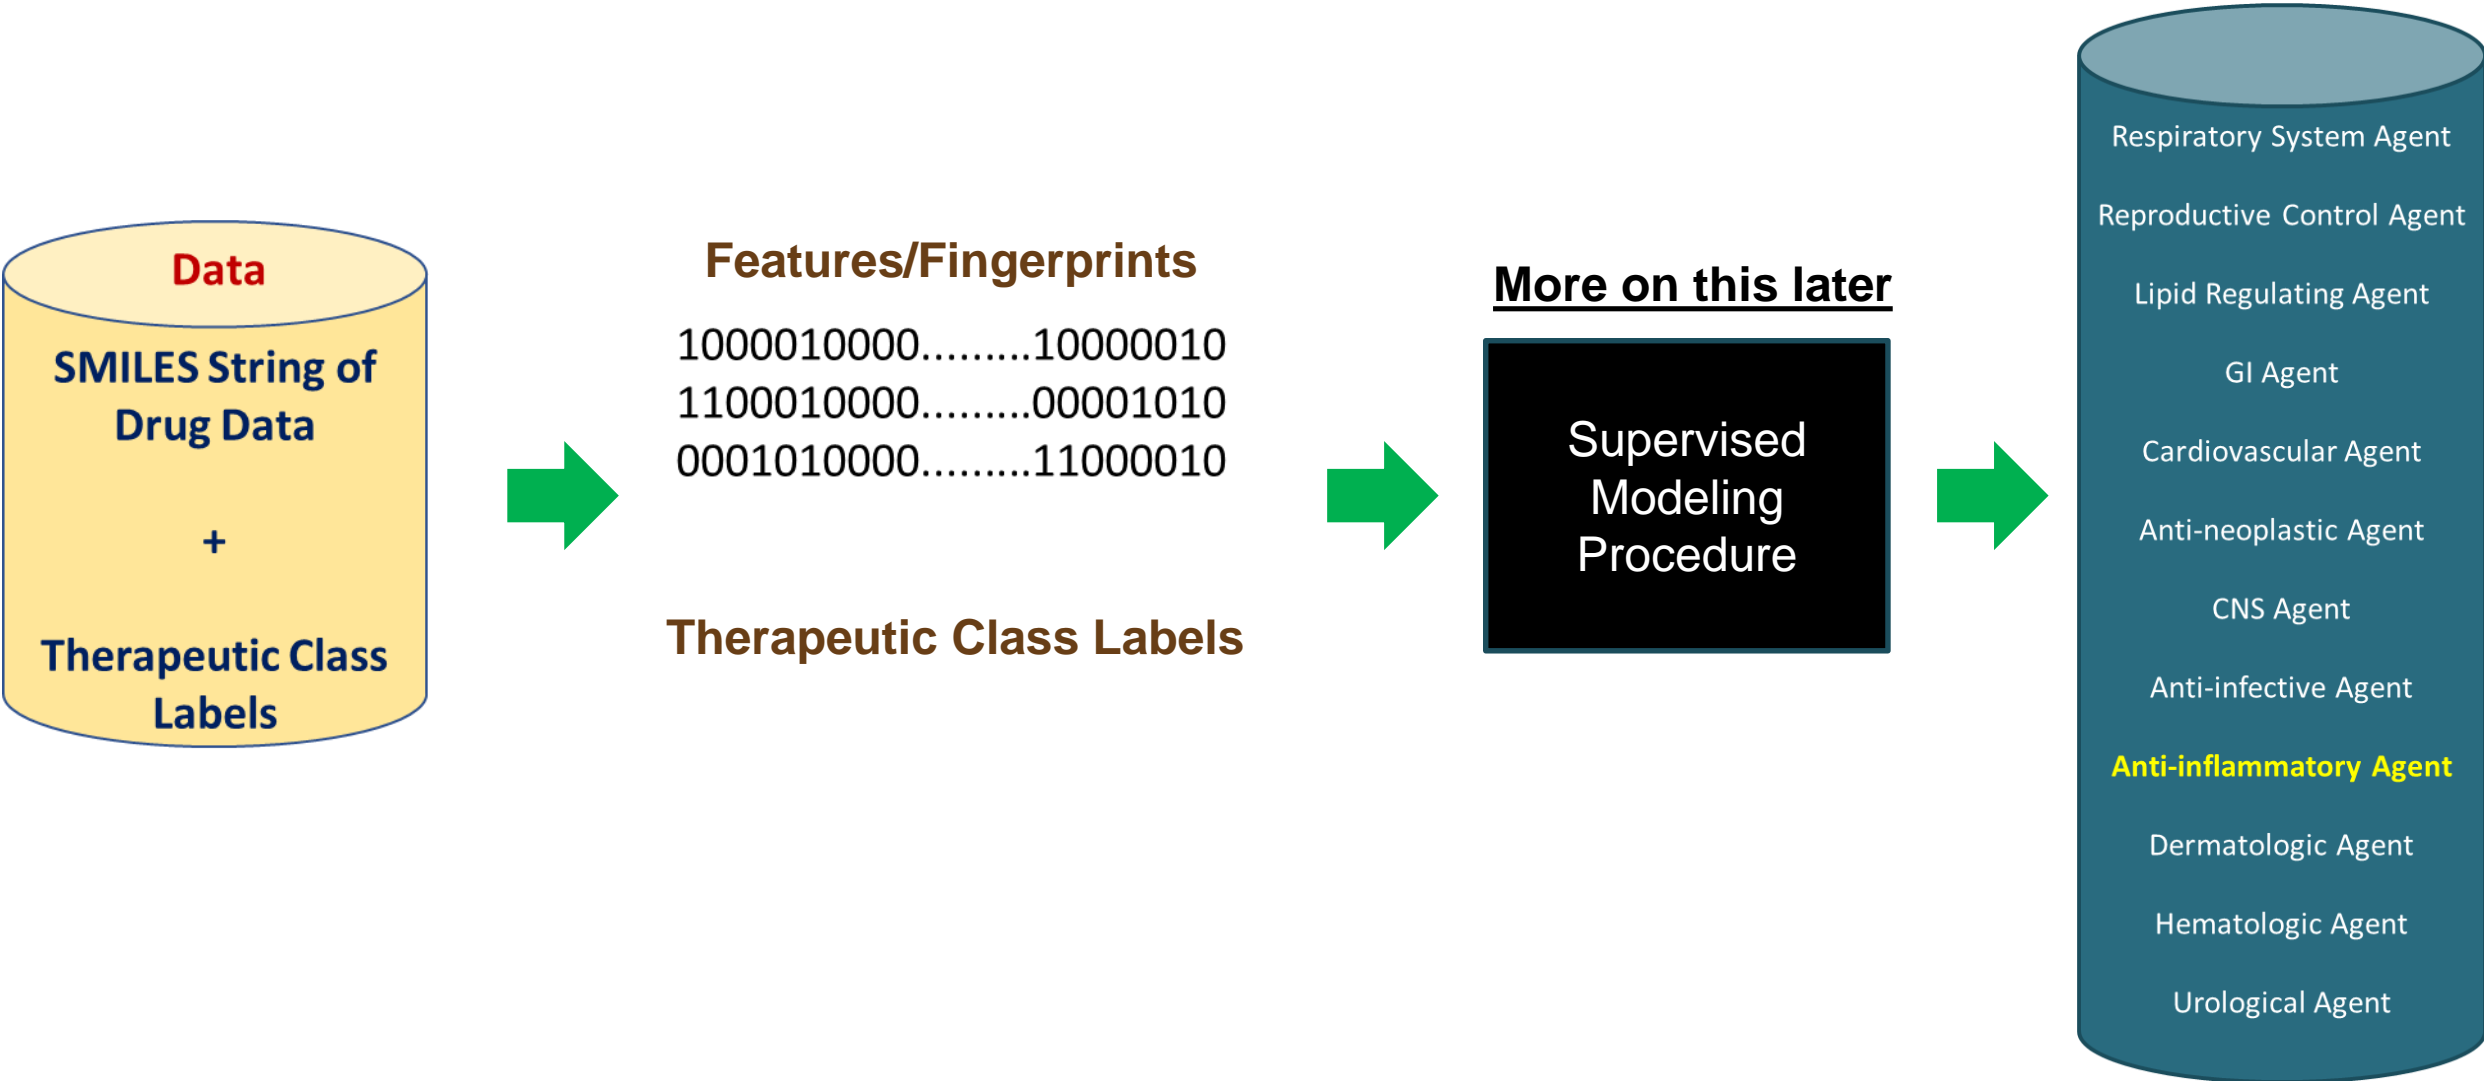 Data
SMILES String of
Drug Data
+
Therapeutic Class
Labels
Features/Fingerprints
1000010000.........10000010
1100010000.........00001010
0001010000.........11000010
Therapeutic Class Labels
More on this later
Supervised
Modeling
Procedure
Respiratory System Agent
Reproductive Control Agent
Lipid Regulating Agent
GI Agent
Cardiovascular Agent
Anti-neoplastic Agent
CNS Agent
Anti-infective Agent
Anti-inflammatory Agent
Dermatologic Agent
Hematologic Agent
Urological Agent